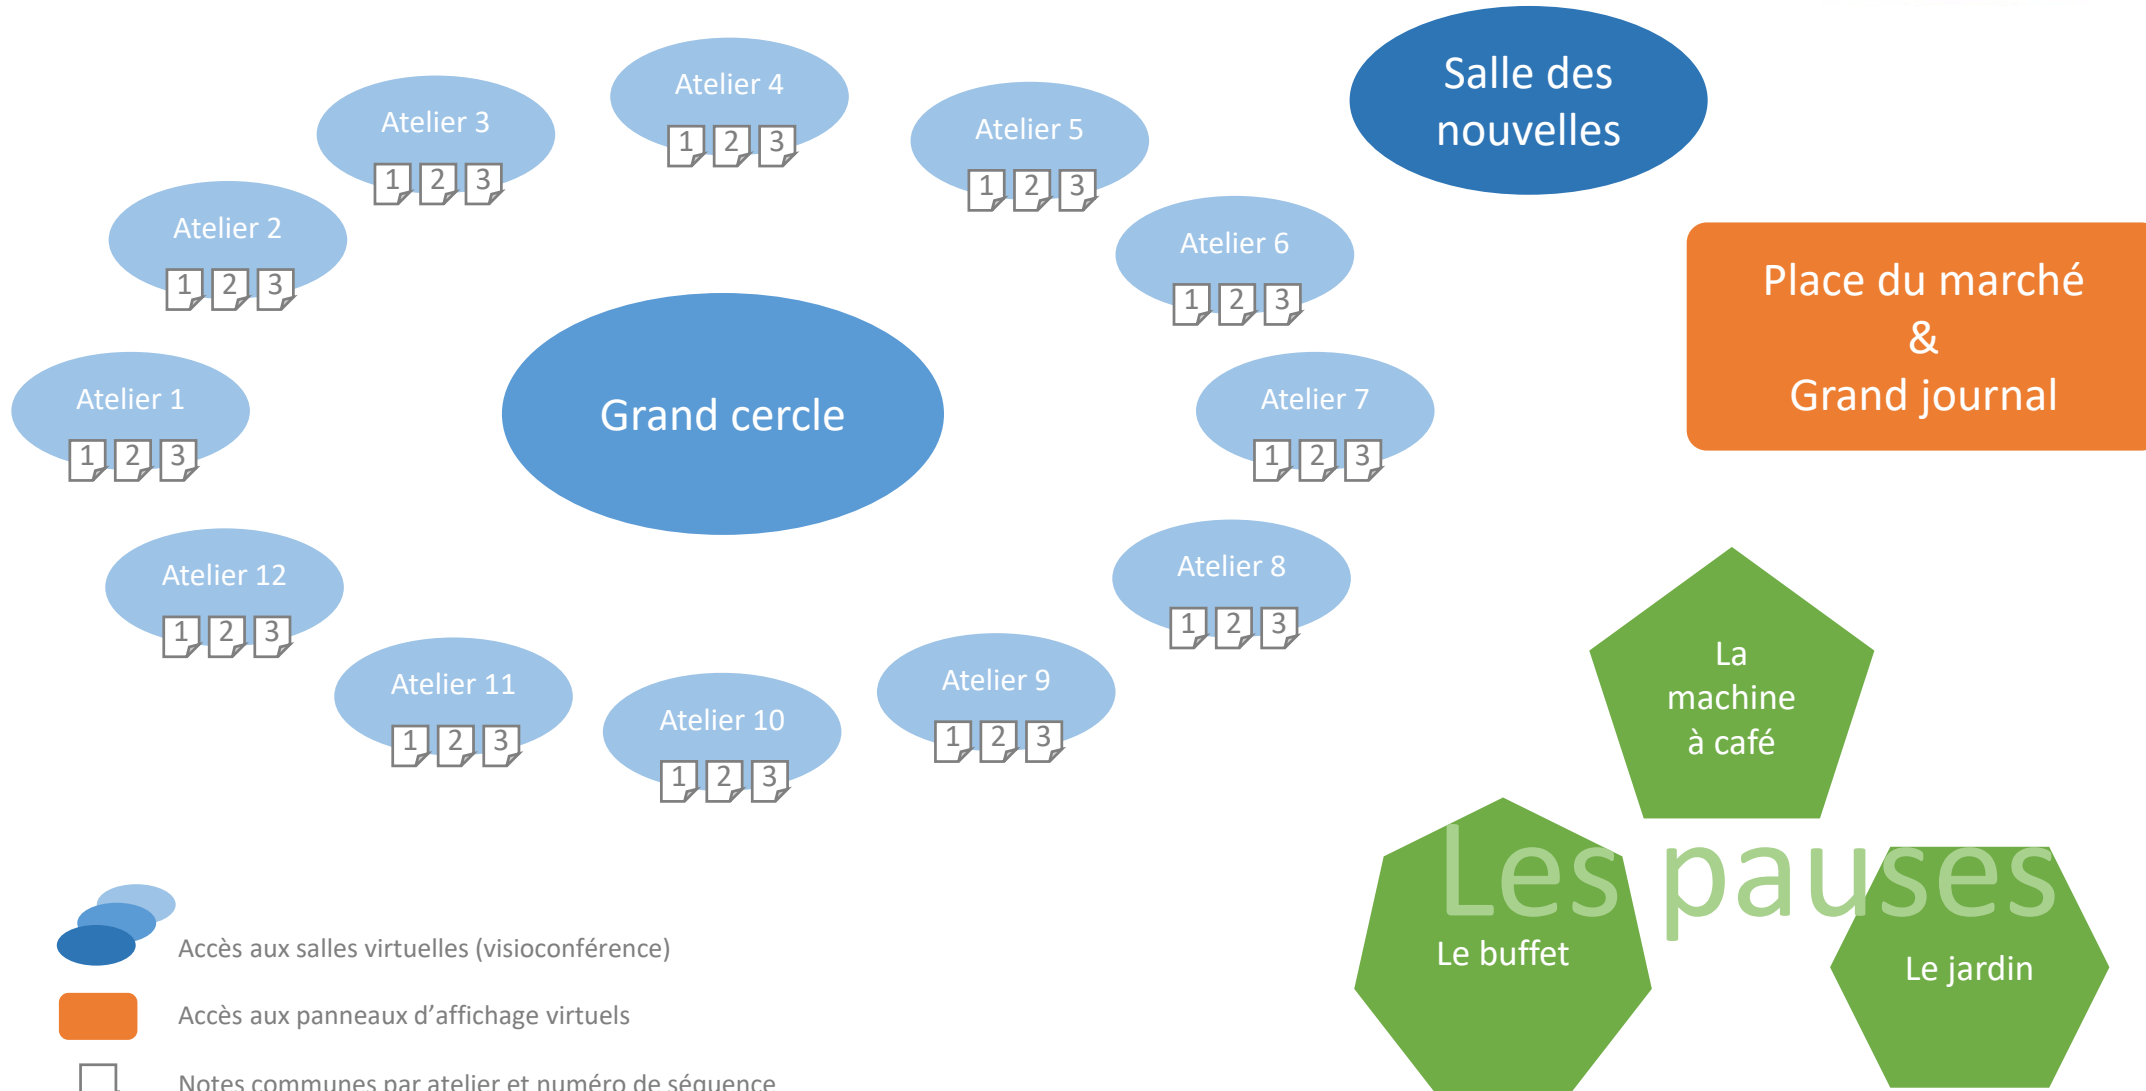 Atelier 4
1 2 3
Atelier 3
1 2 3
Atelier 5
1 2 3
Salle des
nouvelles
Atelier 2
1 2 3
Atelier 6
1 2 3
Place du marché
&
Grand journal
Atelier 1
1 2 3
Grand cercle
Atelier 7
1 2 3
Atelier 12
1 2 3
Atelier 8
1 2 3
Atelier 11
1 2 3
Atelier 10
1 2 3
Atelier 9
1 2 3
La
machine
à café
Les pauses
Le buffet
Le jardin
Accès aux salles virtuelles (visioconférence)
Accès aux panneaux d’affichage virtuels
Notes communes par atelier et numéro de séquence